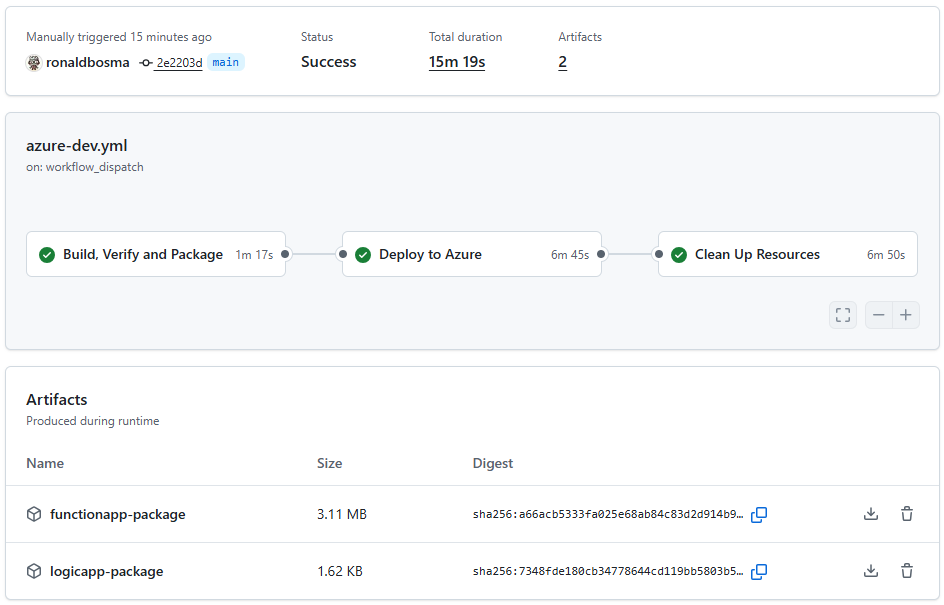 Manually triggered 15 minutes ago
Status
Total duration
Artifacts
ronaldbosma 2e2203d main
Success
15m 19s
2
azure-dev.yml
on: workflow_dispatch
Build, Verify and Package 1m 17s
Deploy to Azure 6m 45s
Clean Up Resources 6m 50s
Artifacts
Produced during runtime
Name Size Digest
functionapp-package 3.11 MB sha256:a66acb5333fa025e68ab84c83d2d914b9…
logicapp-package 1.62 KB sha256:7348fde180cb34778644cd119bb5803b5…